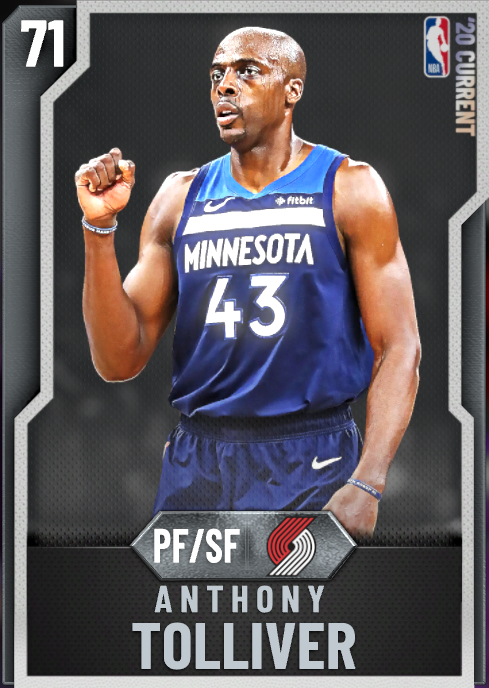 71
NBA
'20 CURRENT
fitbit
MINNESOTA
43
PF/SF
ANTHONY
TOLLIVER